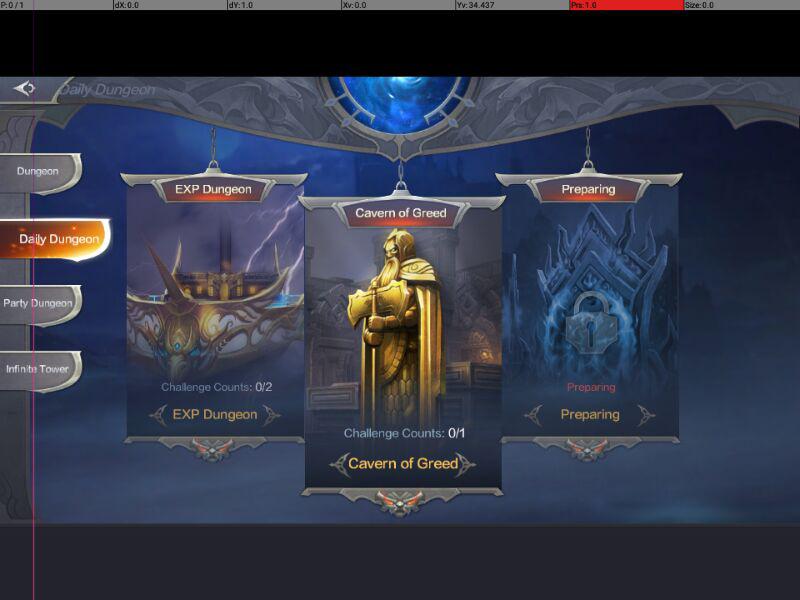 P: 0 / 1 dX: 0.0 dY: 1.0 Xv: 0.0 Yv: 34.437 Prs: 1.0 Size: 0.0
Daily Dungeon
Dungeon
Daily Dungeon
Party Dungeon
Infinite Tower
EXP Dungeon
Challenge Counts: 0/2
EXP Dungeon
Cavern of Greed
Challenge Counts: 0/1
Cavern of Greed
Preparing
Preparing
Preparing